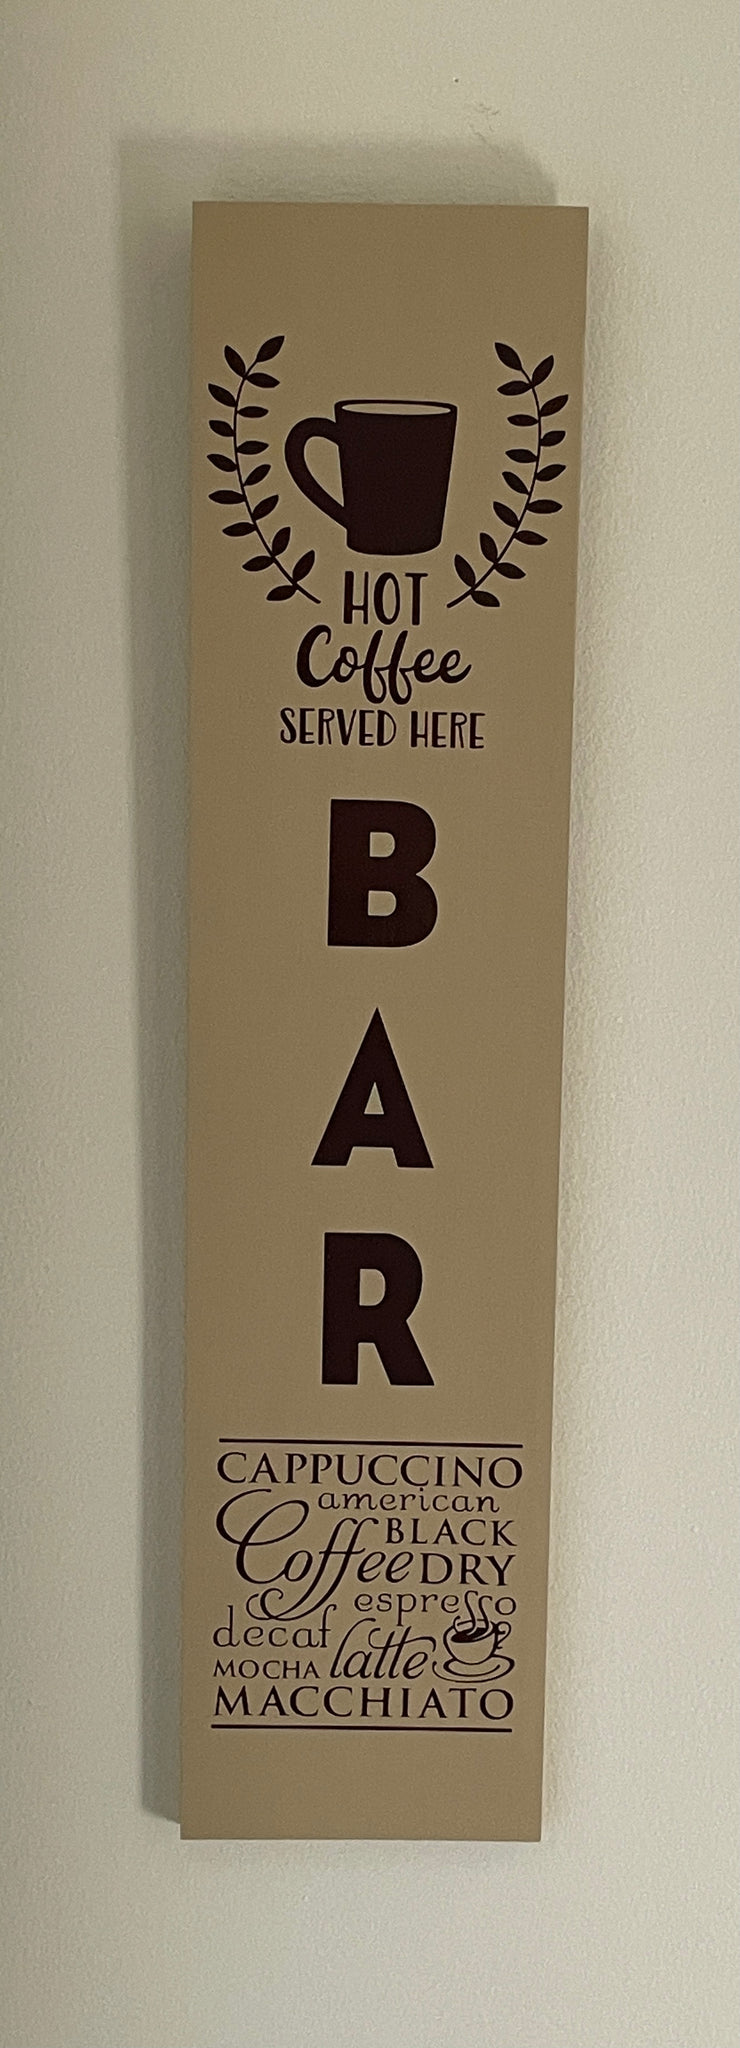 HOT
Coffee
SERVED HERE
B
A
R
CAPPUCCINO
american
BLACK
Coffee DRY
espresso
decaf
MOCHA latte
MACCHIATO